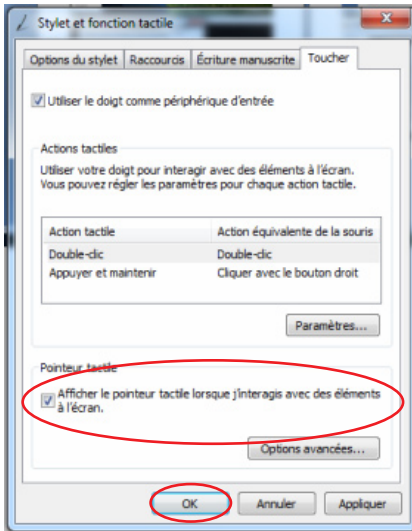 Stylet et fonction tactile
Options du stylet Raccourcis Écriture manuscrite Toucher
Utiliser le doigt comme périphérique d'entrée
Actions tactiles
Utiliser votre doigt pour interagir avec des éléments à l'écran.
Vous pouvez régler les paramètres pour chaque action tactile.
Action tactile Action équivalente de la souris
Double-clic Double-clic
Appuyer et maintenir Cliquer avec le bouton droit
Paramètres...
Pointeur tactile
Afficher le pointeur tactile lorsque j'interagis avec des éléments
à l'écran.
Options avancées...
OK Annuler Appliquer